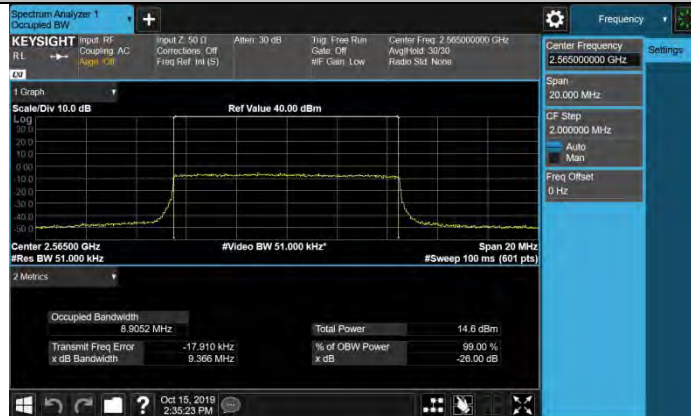 Spectrum Analyzer 1
Occupied BW
+
Frequency
KEYSIGHT
RL
Input: RF
Coupling: AC
Align: Off
Input Z: 50 Ω
Corrections: Off
Freq Ref: Int (S)
Atten: 30 dB
Trig: Free Run
Gate: Off
#IF Gain: Low
Center Freq: 2.565000000 GHz
Avg|Hold: 30/30
Radio Std: None
Center Frequency
2.565000000 GHz
Settings
Span
20.000 MHz
CF Step
2.000000 MHz
Auto
Man
Freq Offset
0 Hz
1 Graph
Scale/Div 10.0 dB
Ref Value 40.00 dBm
Log
30.0
20.0
10.0
0.00
-10.0
-20.0
-30.0
-40.0
-50.0
Center 2.56500 GHz
#Video BW 51.000 kHz*
Span 20 MHz
#Res BW 51.000 kHz
#Sweep 100 ms (601 pts)
2 Metrics
Occupied Bandwidth
8.9052 MHz
Total Power
14.6 dBm
Transmit Freq Error
-17.910 kHz
% of OBW Power
99.00 %
x dB Bandwidth
9.366 MHz
x dB
-26.00 dB
?
Oct 15, 2019
2:35:23 PM